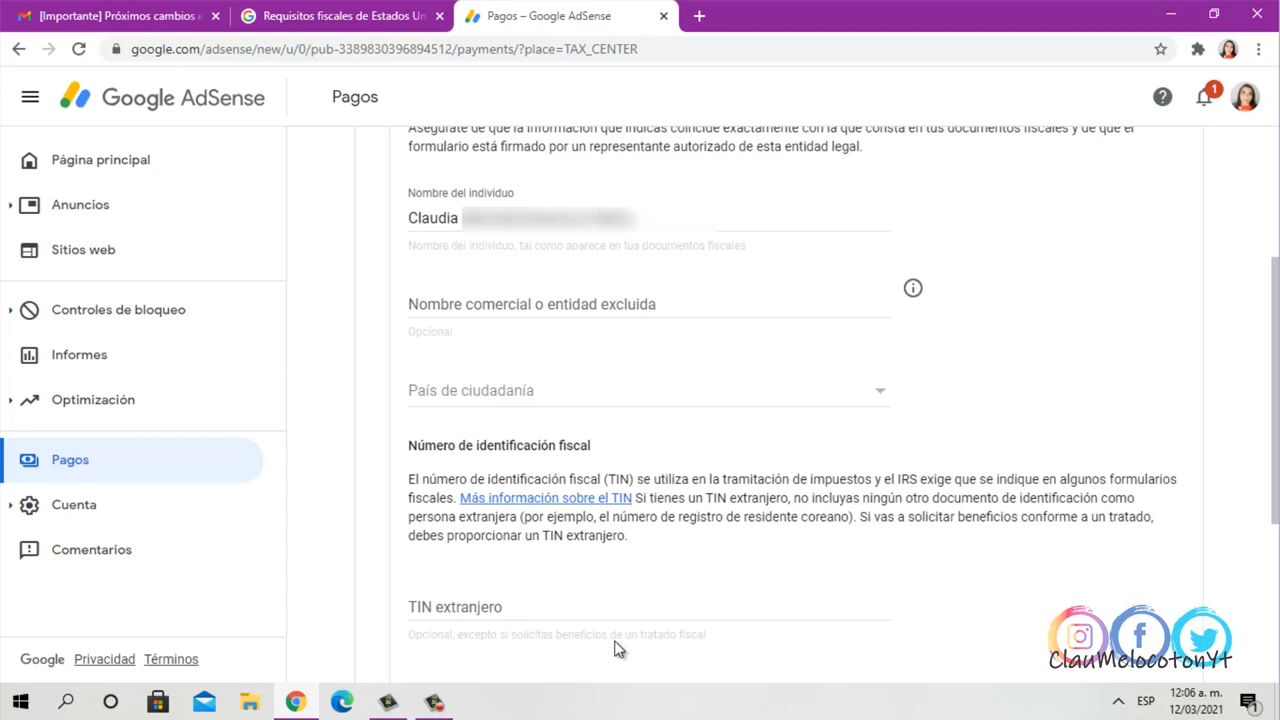 [Importante] Próximos cambios e
Requisitos fiscales de Estados Un
Pagos – Google AdSense
google.com/adsense/new/u/0/pub-3389830396894512/payments/?place=TAX_CENTER
Google AdSense
Pagos
1
Página principal
Anuncios
Sitios web
Controles de bloqueo
Informes
Optimización
Pagos
Cuenta
Comentarios
Google Privacidad Términos
Asegúrate de que la información que indicas coincide exactamente con la que consta en tus documentos fiscales y de que el
formulario está firmado por un representante autorizado de esta entidad legal.
Nombre del individuo
Claudia
Nombre del individuo, tal como aparece en tus documentos fiscales
Nombre comercial o entidad excluida
Opcional
País de ciudadanía
Número de identificación fiscal
El número de identificación fiscal (TIN) se utiliza en la tramitación de impuestos y el IRS exige que se indique en algunos formularios
fiscales. Más información sobre el TIN Si tienes un TIN extranjero, no incluyas ningún otro documento de identificación como
persona extranjera (por ejemplo, el número de registro de residente coreano). Si vas a solicitar beneficios conforme a un tratado,
debes proporcionar un TIN extranjero.
TIN extranjero
Opcional, excepto si solicitas beneficios de un tratado fiscal
ClauMelocotonYt
ESP
12:06 a. m.
12/03/2021
1